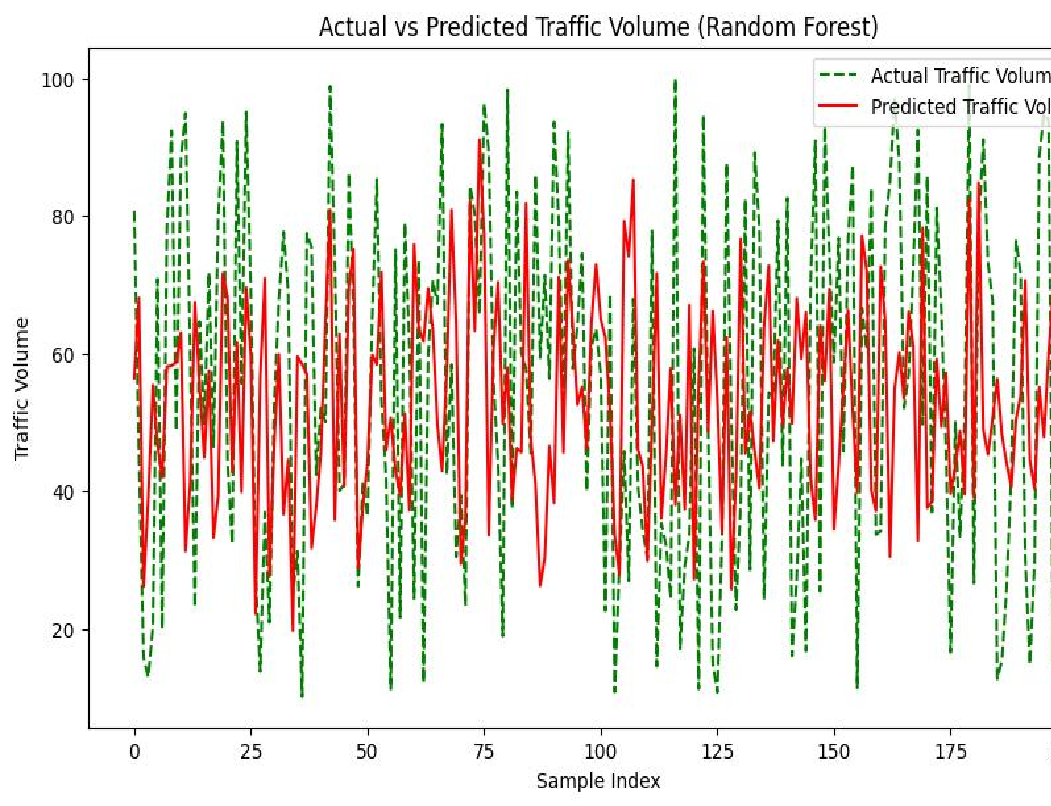 Actual vs Predicted Traffic Volume (Random Forest)
Actual Traffic Volum
Predicted Traffic Vol
Traffic Volume
100
80
60
40
20
0 25 50 75 100 125 150 175
Sample Index